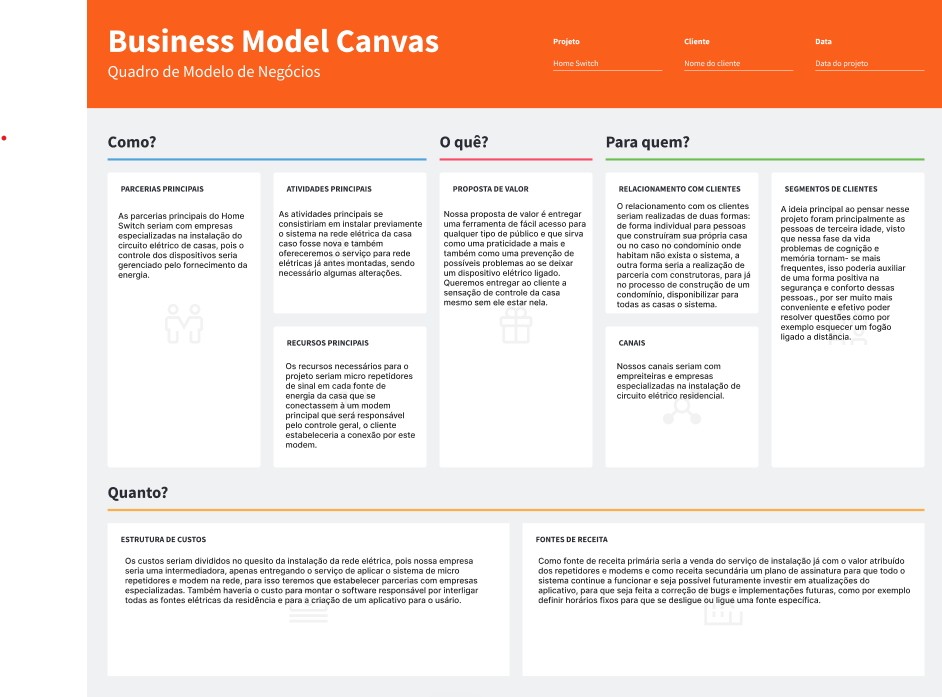 Business Model Canvas
Quadro de Modelo de Negócios
Projeto
Home Switch
Cliente
Nome do cliente
Data
Data do projeto
Como?
O quê?
Para quem?
PARCERIAS PRINCIPAIS
As parcerias principais do Home
Switch seriam com empresas
especializadas na instalação do
circuito elétrico de casas, pois o
controle dos dispositivos seria
gerenciado pelo fornecimento da
energia.
ATIVIDADES PRINCIPAIS
As atividades principais se
consistiriam em instalar previamente
o sistema na rede elétrica da casa
caso fosse nova e também
ofereceremos o serviço para rede
elétricas já antes montadas, sendo
necessário algumas alterações.
RECURSOS PRINCIPAIS
Os recursos necessários para o
projeto seriam micro repetidores
de sinal em cada fonte de
energia da casa que se
conectassem à um modem
principal que será responsável
pelo controle geral, o cliente
estabeleceria a conexão por este
modem.
PROPOSTA DE VALOR
Nossa proposta de valor é entregar
uma ferramenta de fácil acesso para
qualquer tipo de público e que sirva
como uma praticidade a mais e
também como uma prevenção de
possíveis problemas ao se deixar
um dispositivo elétrico ligado.
Queremos entregar ao cliente a
sensação de controle da casa
mesmo sem ele estar nela.
RELACIONAMENTO COM CLIENTES
O relacionamento com os clientes
seriam realizadas de duas formas:
de forma individual para pessoas
que construíram sua própria casa
ou no caso no condomínio onde
habitam não exista o sistema, a
outra forma seria a realização de
parceria com construtoras, para já
no processo de construção de um
condomínio, disponibilizar para
todas as casas o sistema.
CANAIS
Nossos canais seriam com
empreiteiras e empresas
especializadas na instalação de
circuito elétrico residencial.
SEGMENTOS DE CLIENTES
A ideia principal ao pensar nesse
projeto foram principalmente as
pessoas de terceira idade, visto
que nessa fase da vida
problemas de cognição e
memória tornam- se mais
frequentes, isso poderia auxiliar
de uma forma positiva na
segurança e conforto dessas
pessoas., por ser muito mais
conveniente e efetivo poder
resolver questões como por
exemplo esquecer um fogão
ligado a distância.
Quanto?
ESTRUTURA DE CUSTOS
Os custos seriam divididos no quesito da instalação da rede elétrica, pois nossa empresa
seria uma intermediadora, apenas entregando o serviço de aplicar o sistema de micro
repetidores e modem na rede, para isso teremos que estabelecer parcerias com empresas
especializadas. Também haveria o custo para montar o software responsável por interligar
todas as fontes elétricas da residência e para a criação de um aplicativo para o usário.
FONTES DE RECEITA
Como fonte de receita primária seria a venda do serviço de instalação já com o valor atribuído
dos repetidores e modems e como receita secundária um plano de assinatura para que todo o
sistema continue a funcionar e seja possível futuramente investir em atualizações do
aplicativo, para que seja feita a correção de bugs e implementações futuras, como por exemplo
definir horários fixos para que se desligue ou ligue uma fonte específica.